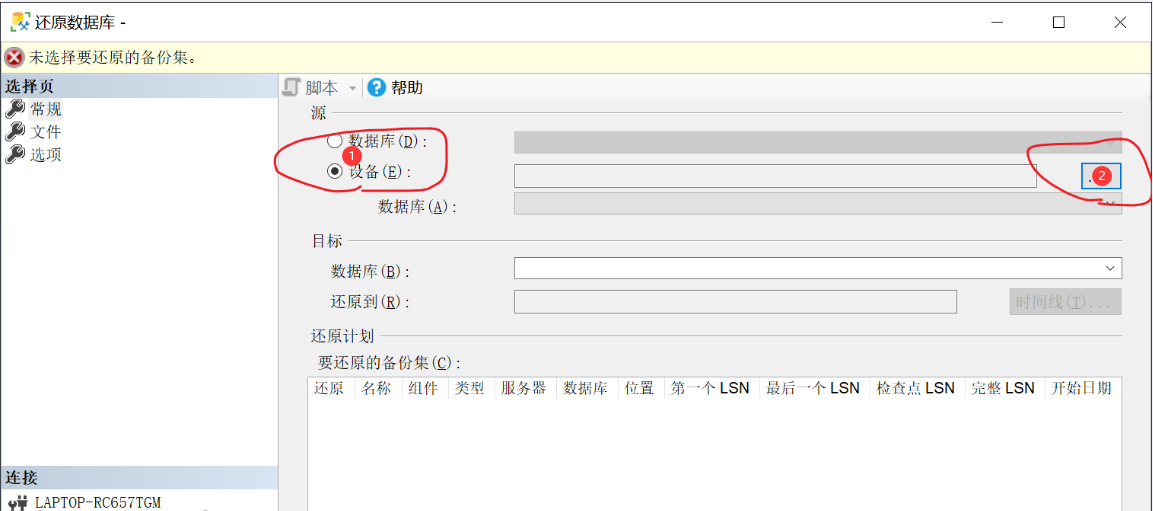 还原数据库 -
未选择要还原的备份集。
选择页
常规
文件
选项
脚本 帮助
源
数据库(D):
1
设备(E):
2
数据库(A):
目标
数据库(B):
还原到(R):
时间线(T)...
还原计划
要还原的备份集(C):
还原 名称 组件 类型 服务器 数据库 位置 第一个 LSN 最后一个 LSN 检查点 LSN 完整 LSN 开始日期
连接
LAPTOP-RC657TGM